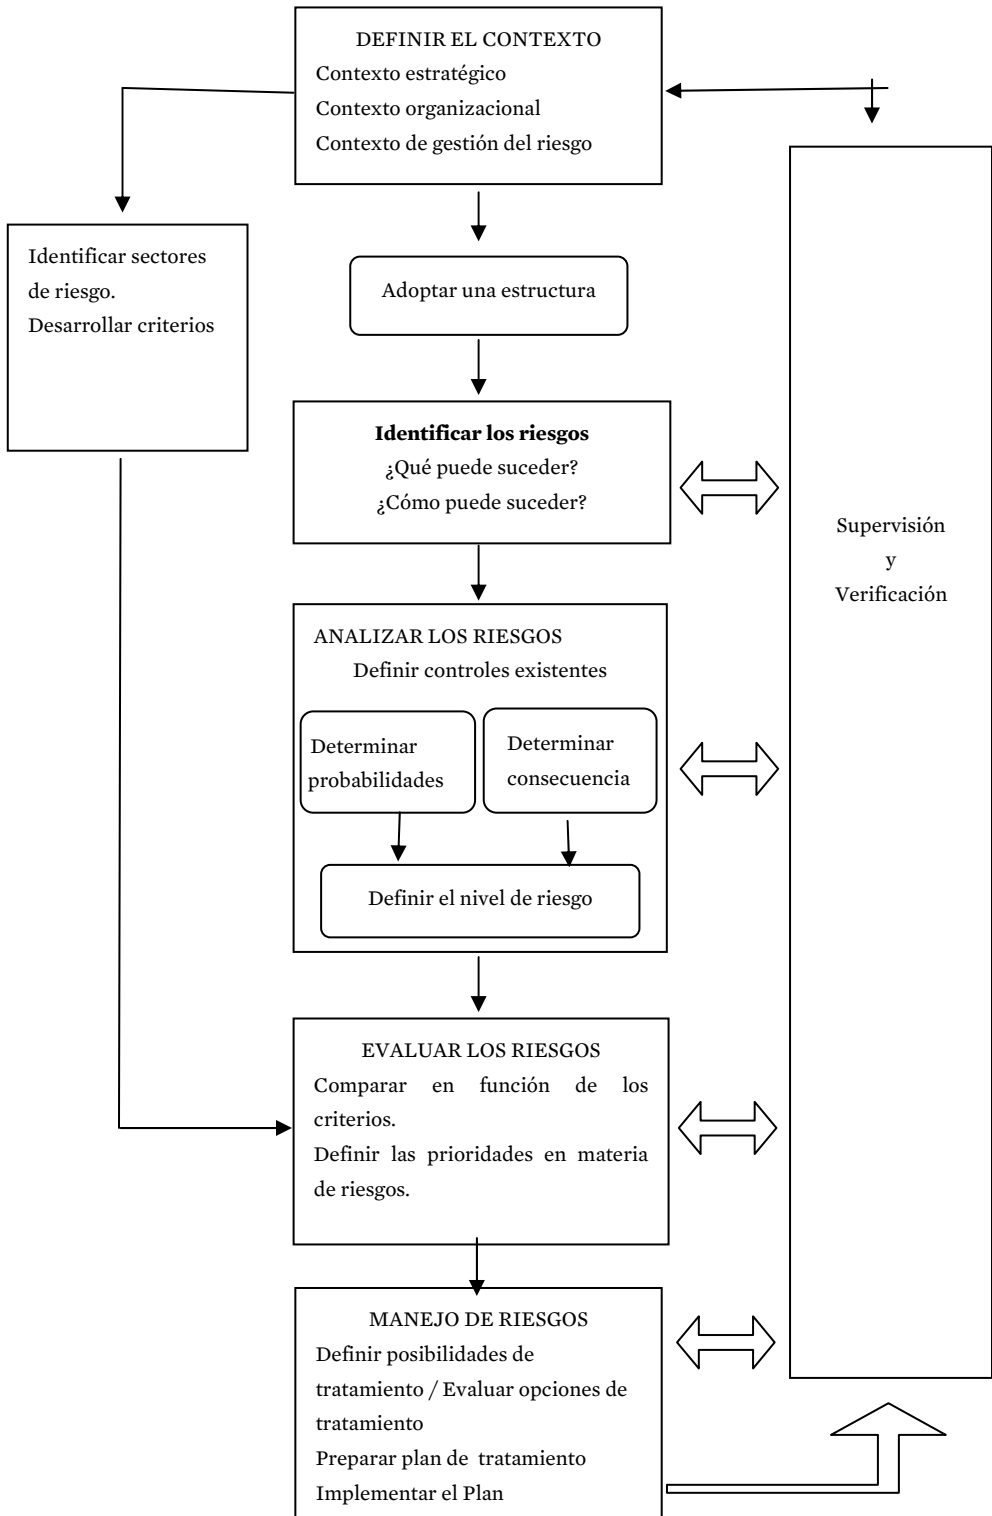 DEFINIR EL CONTEXTO
Contexto estratégico
Contexto organizacional
Contexto de gestión del riesgo
Identificar sectores
de riesgo.
Desarrollar criterios
Adoptar una estructura
Identificar los riesgos
¿Qué puede suceder?
¿Cómo puede suceder?
Supervisión
y
Verificación
ANALIZAR LOS RIESGOS
Definir controles existentes
Determinar
probabilidades
Determinar
consecuencia
Definir el nivel de riesgo
EVALUAR LOS RIESGOS
Comparar en función de los
criterios.
Definir las prioridades en materia
de riesgos.
MANEJO DE RIESGOS
Definir posibilidades de
tratamiento / Evaluar opciones de
tratamiento
Preparar plan de tratamiento
Implementar el Plan